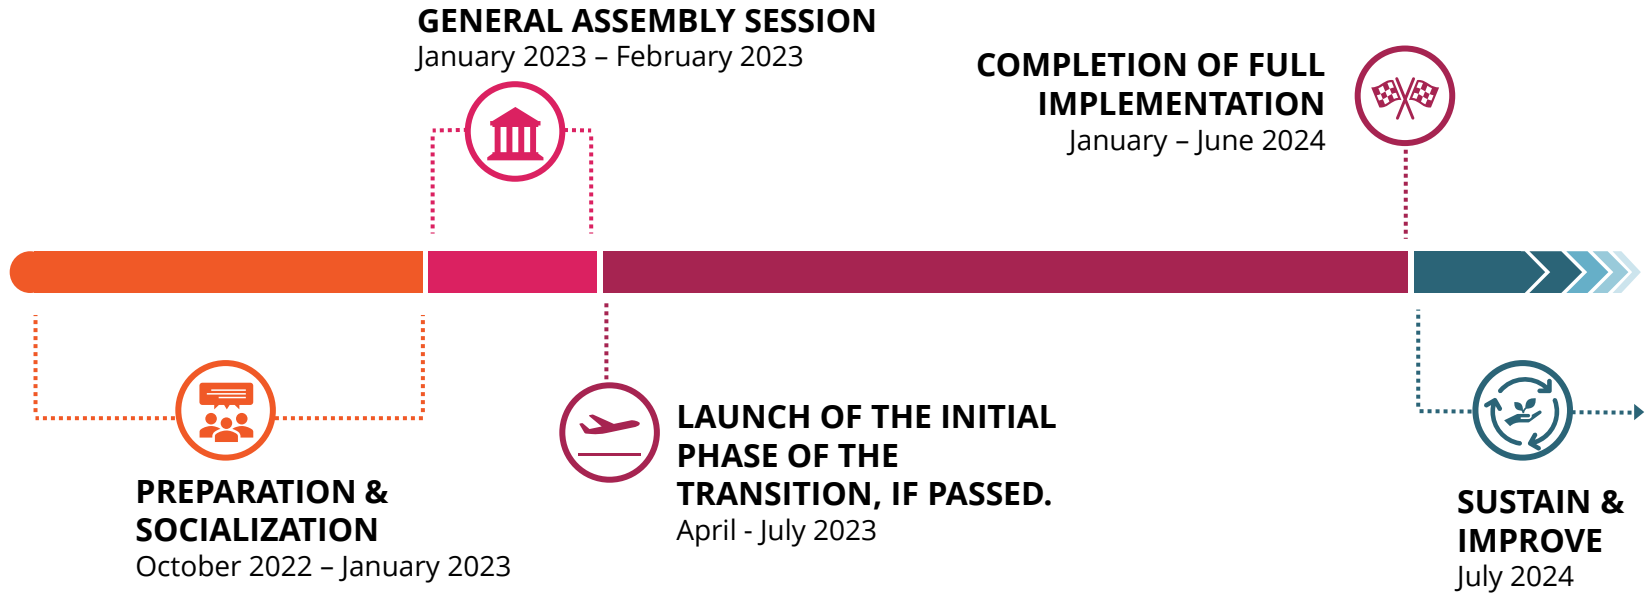 GENERAL ASSEMBLY SESSION
January 2023 – February 2023
COMPLETION OF FULL
IMPLEMENTATION
January – June 2024
PREPARATION &
SOCIALIZATION
October 2022 – January 2023
LAUNCH OF THE INITIAL
PHASE OF THE
TRANSITION, IF PASSED.
April - July 2023
SUSTAIN &
IMPROVE
July 2024